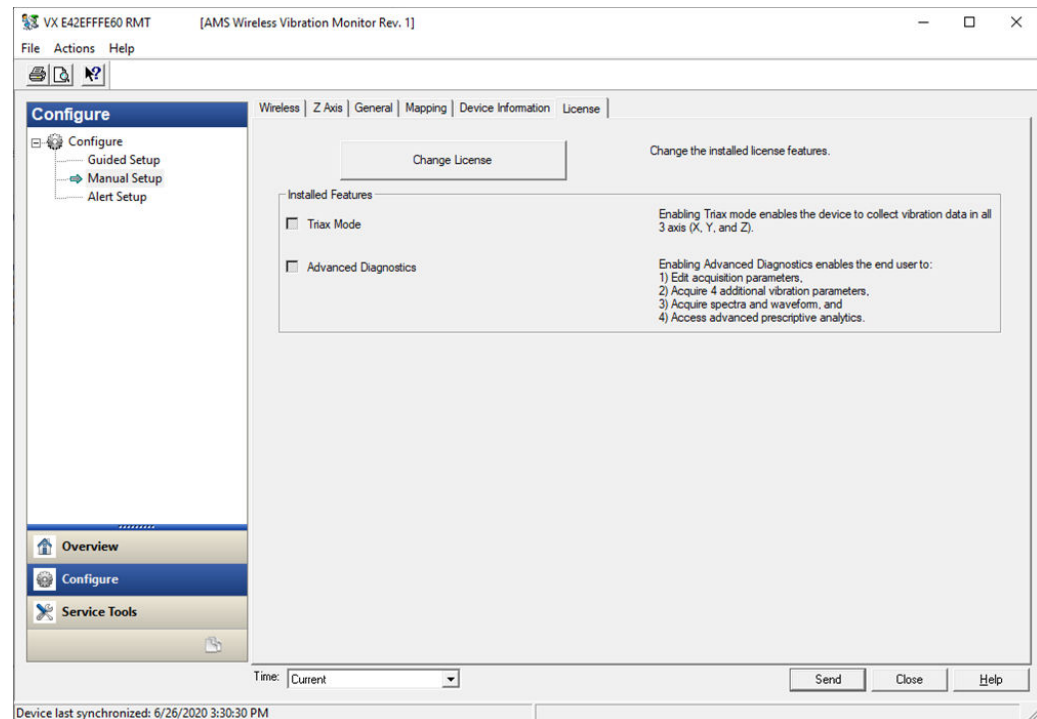 VX E42EFFFE60 RMT [AMS Wireless Vibration Monitor Rev. 1]
File Actions Help
Configure
Configure
Guided Setup
Manual Setup
Alert Setup
Overview
Configure
Service Tools
Wireless Z Axis General Mapping Device Information License
Change License
Change the installed license features.
Installed Features
Triax Mode
Enabling Triax mode enables the device to collect vibration data in all
3 axis (X, Y, and Z).
Advanced Diagnostics
Enabling Advanced Diagnostics enables the end user to:
1) Edit acquisition parameters,
2) Acquire 4 additional vibration parameters,
3) Acquire spectra and waveform, and
4) Access advanced prescriptive analytics.
Time: Current
Send Close Help
Device last synchronized: 6/26/2020 3:30:30 PM